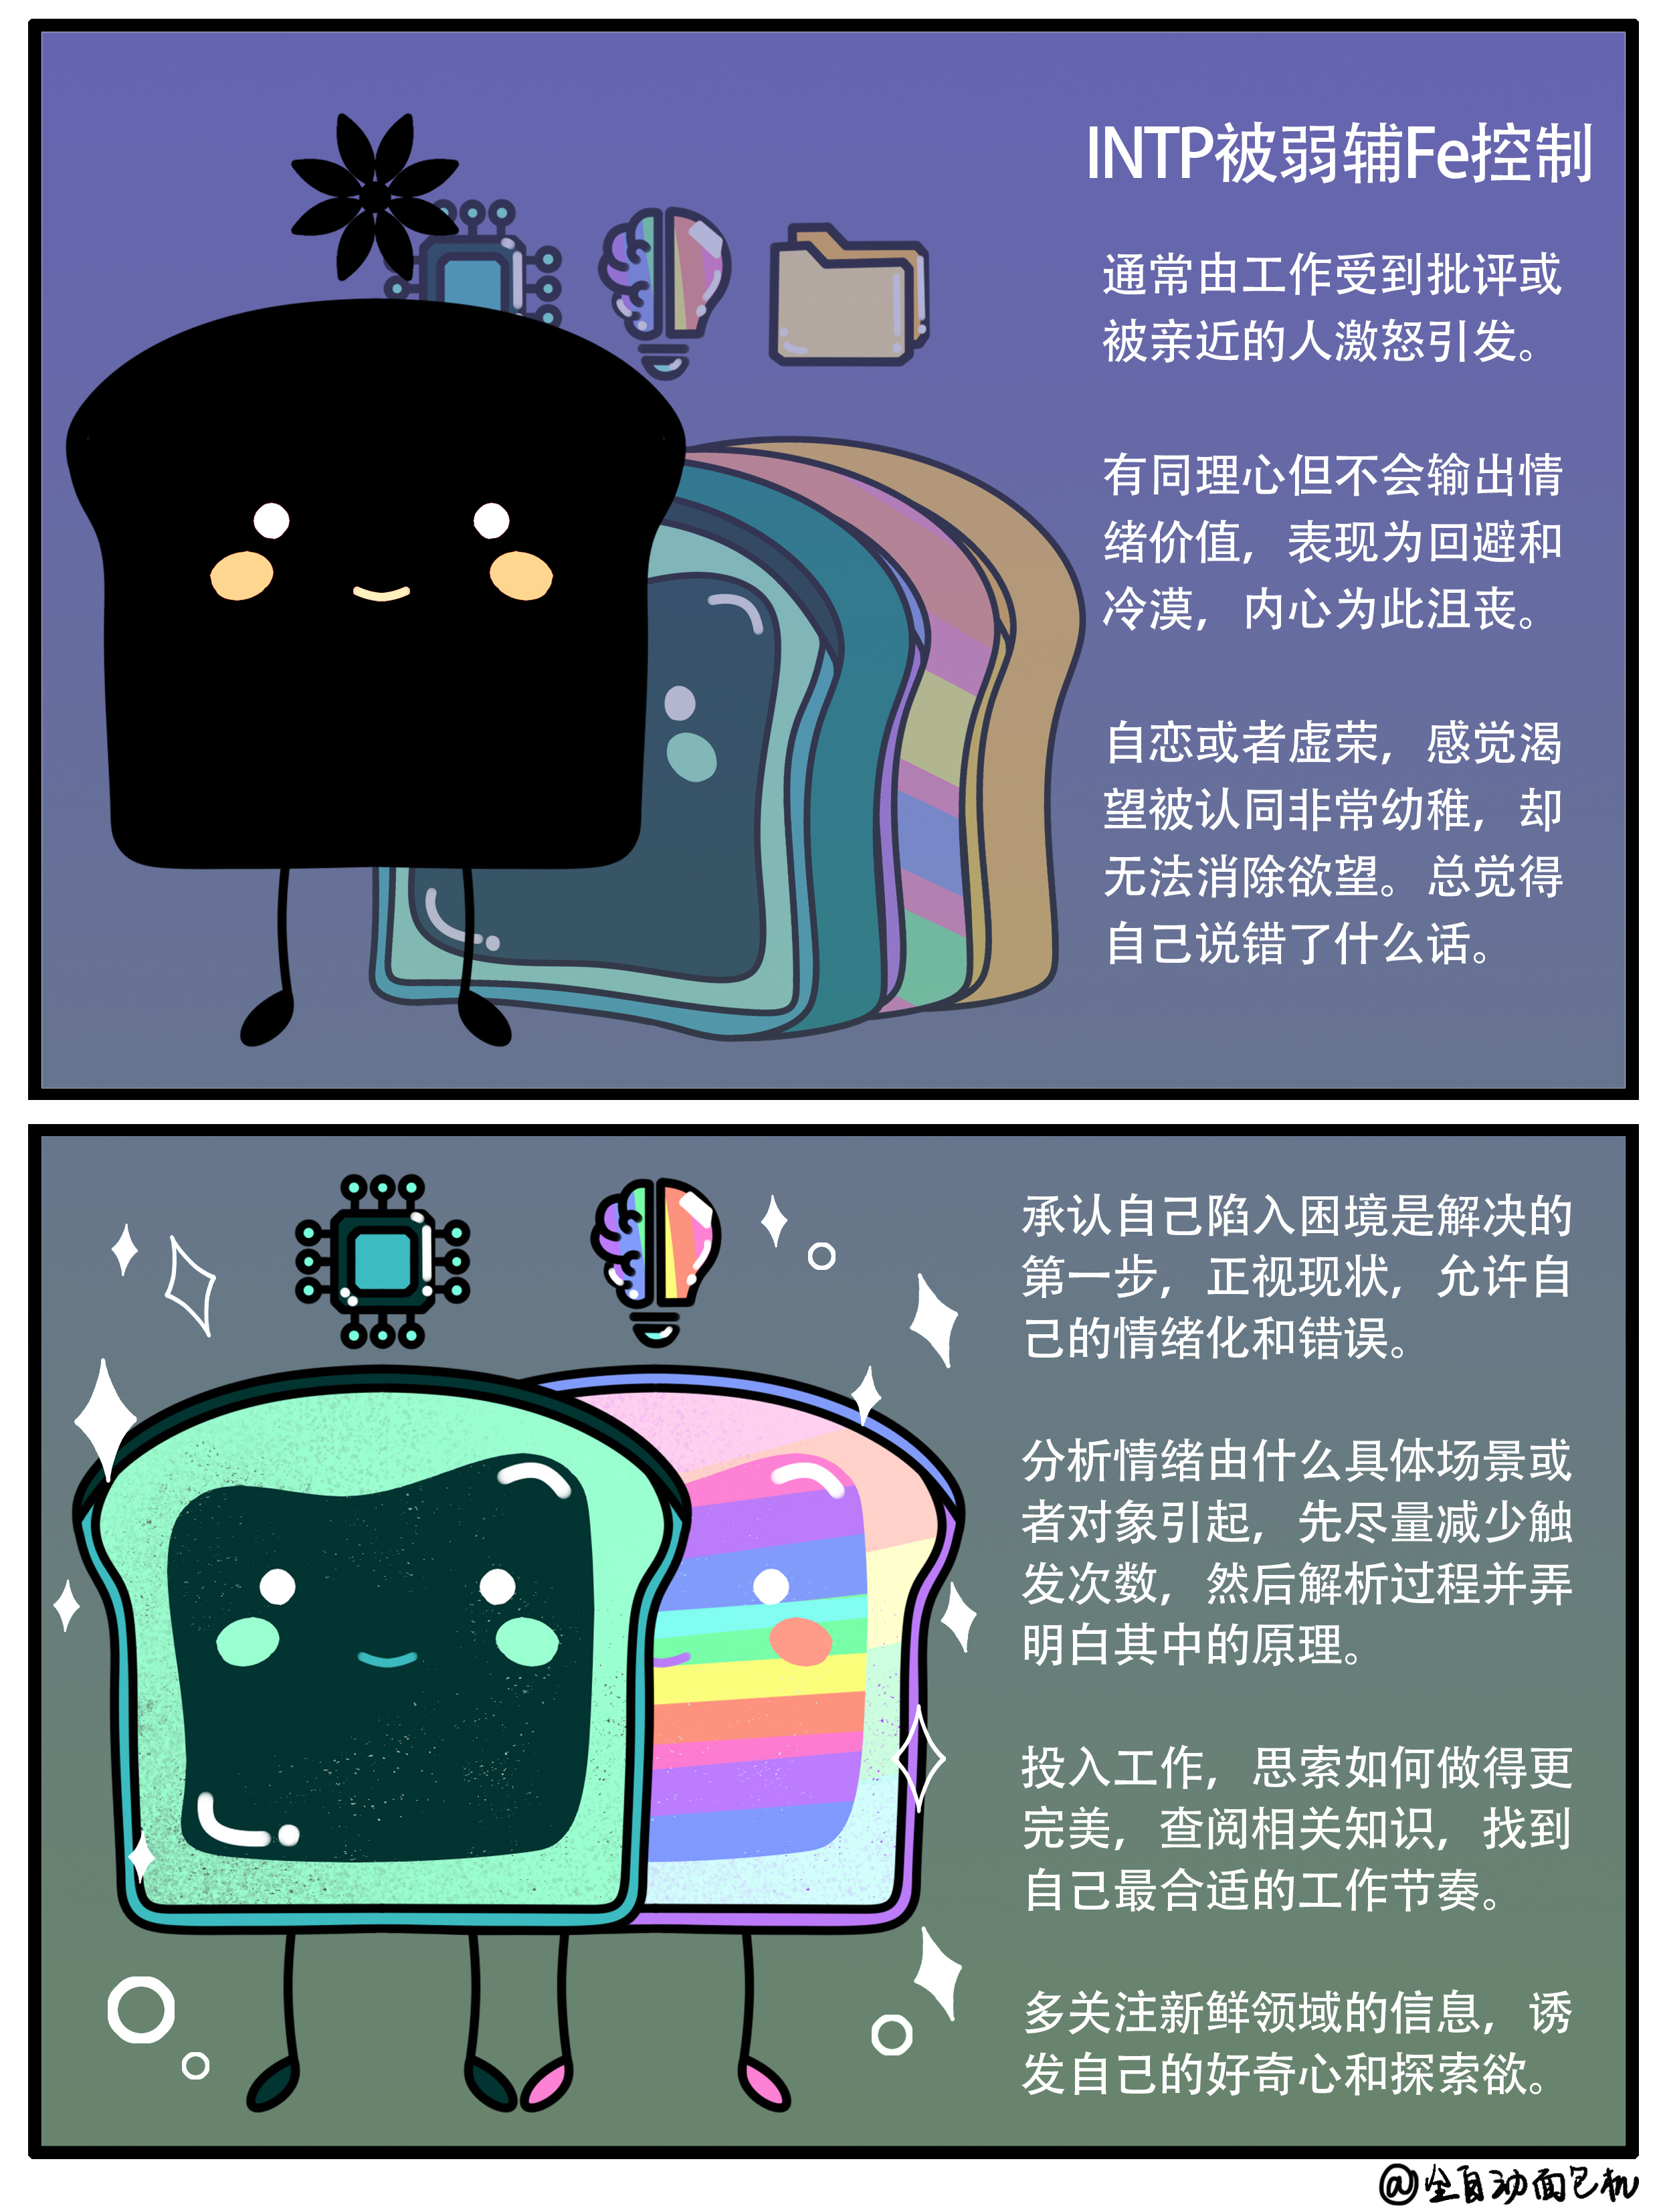 INTP被弱辅Fe控制
通常由工作受到批评或
被亲近的人激怒引发。
有同理心但不会输出情
绪价值，表现为回避和
冷漠，内心为此沮丧。
自恋或者虚荣，感觉渴
望被认同非常幼稚，却
无法消除欲望。总觉得
自己说错了什么话。
承认自己陷入困境是解决的
第一步，正视现状，允许自
己的情绪化和错误。
分析情绪由什么具体场景或
者对象引起，先尽量减少触
发次数，然后解析过程并弄
明白其中的原理。
投入工作，思索如何做得更
完美，查阅相关知识，找到
自己最合适的工作节奏。
多关注新鲜领域的信息，诱
发自己的好奇心和探索欲。
@全自动面包机